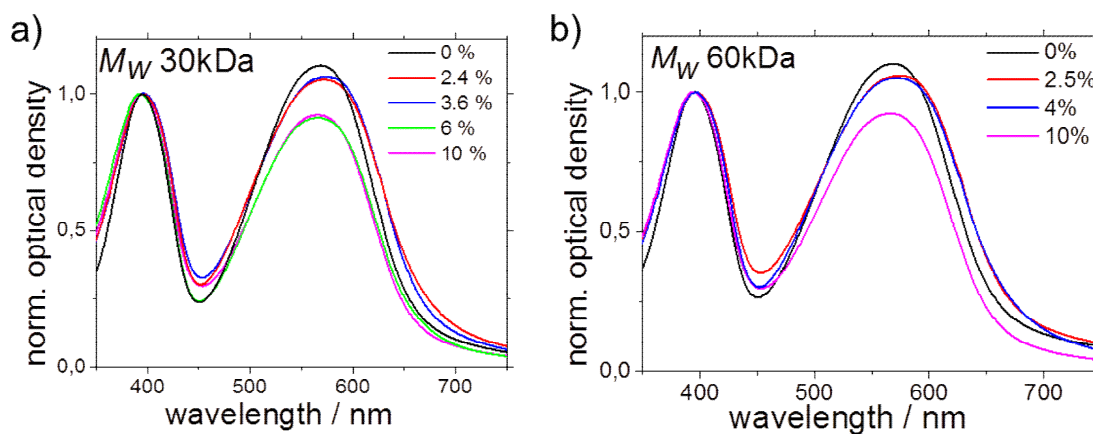 a)
M_W 30kDa
0 %
2.4 %
3.6 %
6 %
10 %
norm. optical density
1,0
0,5
0,0
400 500 600 700
wavelength / nm
b)
M_W 60kDa
0%
2.5%
4%
10%
norm. optical density
1,0
0,5
0,0
400 500 600 700
wavelength / nm